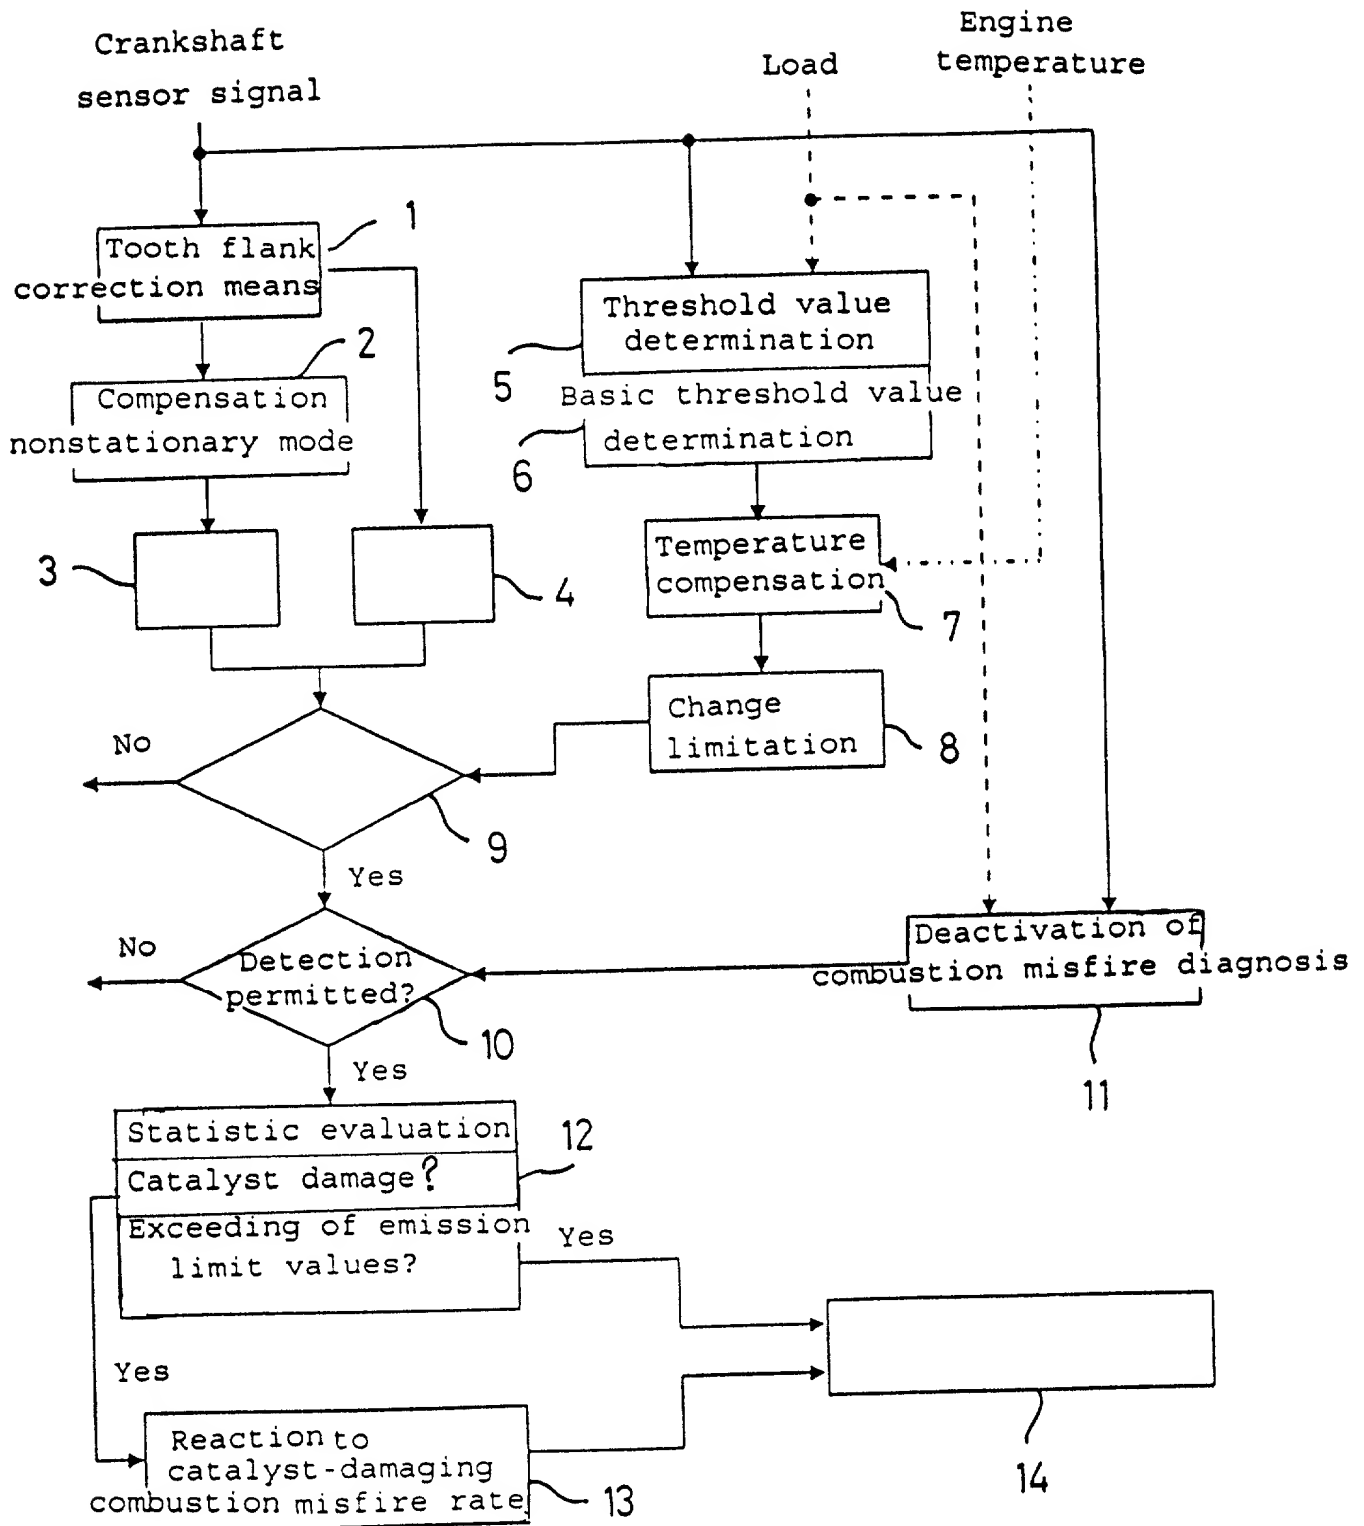 Crankshaft
sensor signal
Load
Engine
temperature
Tooth flank
correction means
1
Compensation
nonstationary mode
2
3
4
Threshold value
determination
5
Basic threshold value
determination
6
Temperature
compensation
7
Change
limitation
8
No
9
Yes
No
Detection
permitted?
10
Yes
Deactivation of
combustion misfire diagnosis
11
Statistic evaluation
12
Catalyst damage?
Exceeding of emission
limit values?
Yes
Yes
Reaction to
catalyst-damaging
combustion misfire rate
13
14